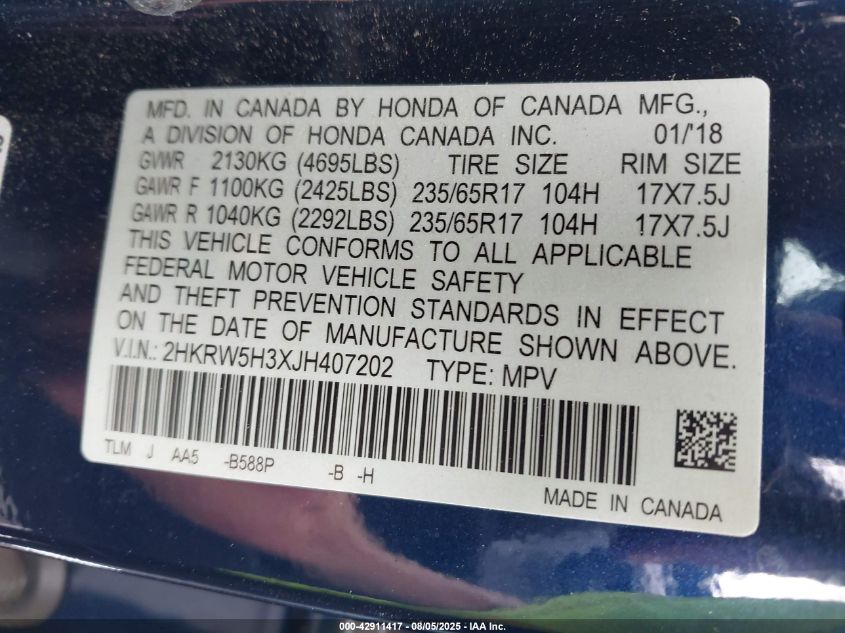 MFD. IN CANADA BY HONDA OF CANADA MFG.,
A DIVISION OF HONDA CANADA INC. 01/'18
GVWR 2130KG (4695LBS) TIRE SIZE RIM SIZE
GAWR F 1100KG (2425LBS) 235/65R17 104H 17X7.5J
GAWR R 1040KG (2292LBS) 235/65R17 104H 17X7.5J
THIS VEHICLE CONFORMS TO ALL APPLICABLE
FEDERAL MOTOR VEHICLE SAFETY
AND THEFT PREVENTION STANDARDS IN EFFECT
ON THE DATE OF MANUFACTURE SHOWN ABOVE.
V.I.N.: 2HKRW5H3XJH407202 TYPE: MPV
TLM J AA5 -B588P -B -H
MADE IN CANADA
000-42911417 - 08/05/2025 - IAA Inc.